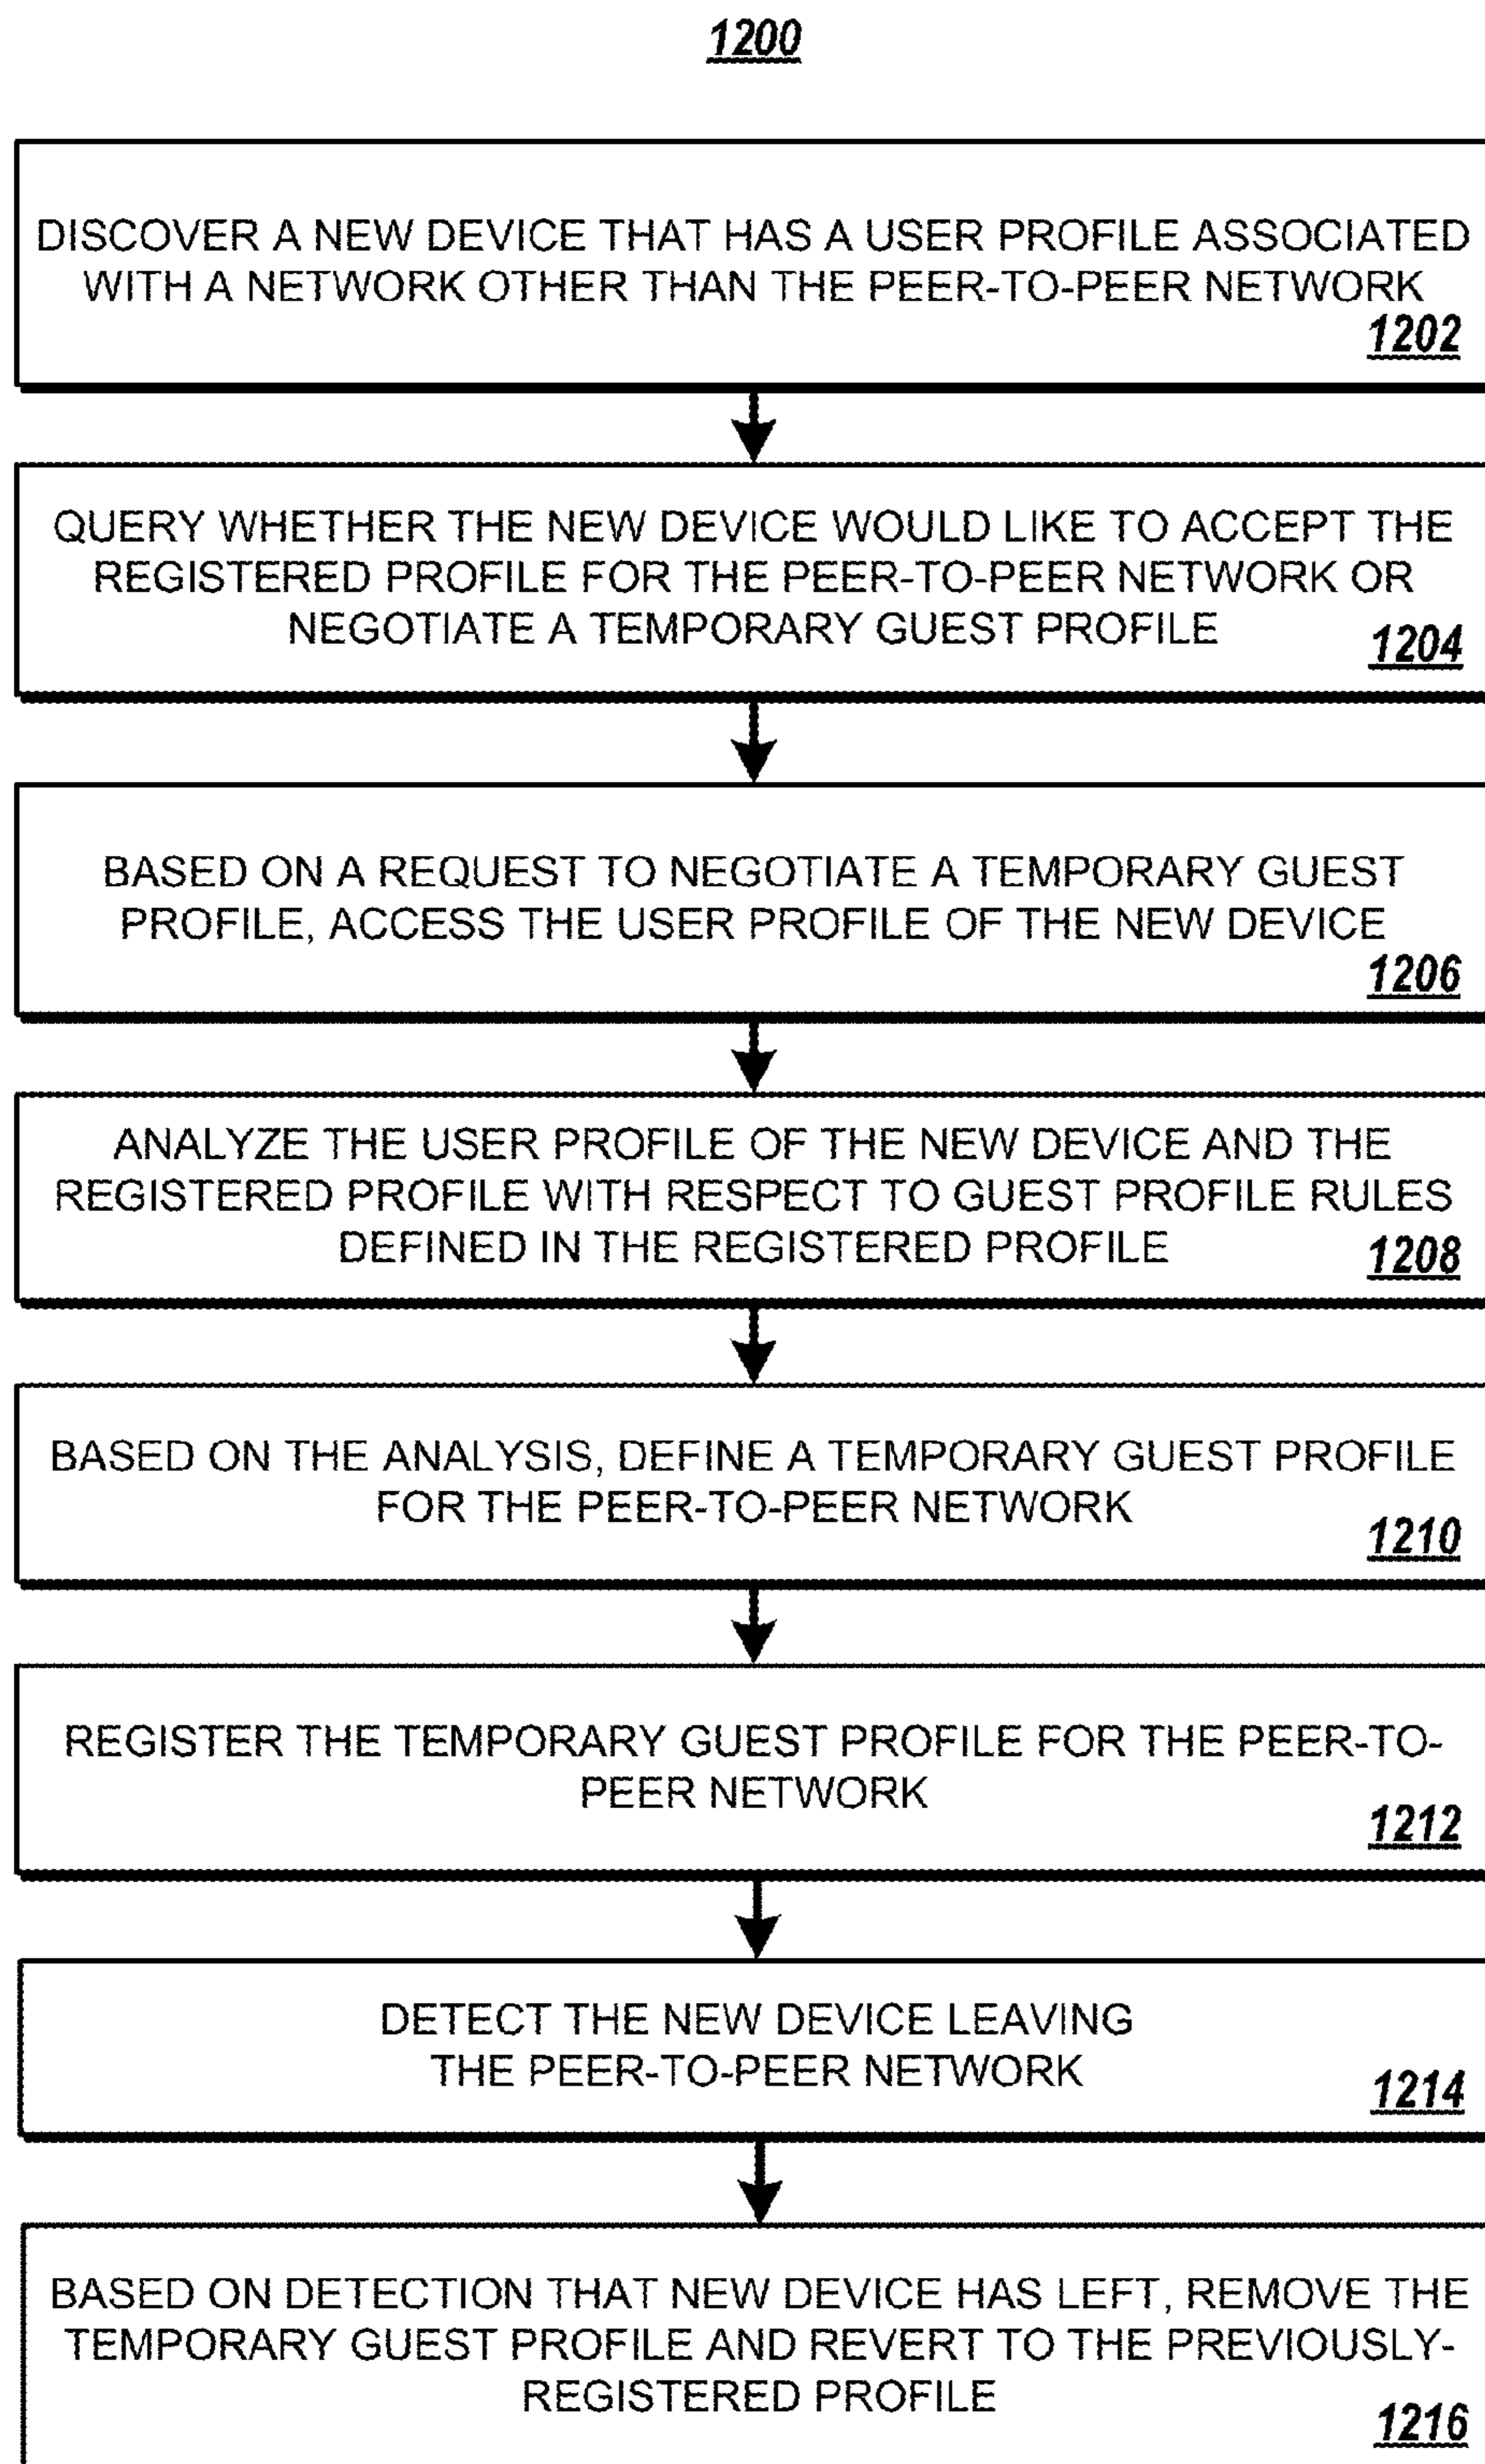 1200
DISCOVER A NEW DEVICE THAT HAS A USER PROFILE ASSOCIATED
WITH A NETWORK OTHER THAN THE PEER-TO-PEER NETWORK
1202
QUERY WHETHER THE NEW DEVICE WOULD LIKE TO ACCEPT THE
REGISTERED PROFILE FOR THE PEER-TO-PEER NETWORK OR
NEGOTIATE A TEMPORARY GUEST PROFILE
1204
BASED ON A REQUEST TO NEGOTIATE A TEMPORARY GUEST
PROFILE, ACCESS THE USER PROFILE OF THE NEW DEVICE
1206
ANALYZE THE USER PROFILE OF THE NEW DEVICE AND THE
REGISTERED PROFILE WITH RESPECT TO GUEST PROFILE RULES
DEFINED IN THE REGISTERED PROFILE
1208
BASED ON THE ANALYSIS, DEFINE A TEMPORARY GUEST PROFILE
FOR THE PEER-TO-PEER NETWORK
1210
REGISTER THE TEMPORARY GUEST PROFILE FOR THE PEER-TO-
PEER NETWORK
1212
DETECT THE NEW DEVICE LEAVING
THE PEER-TO-PEER NETWORK
1214
BASED ON DETECTION THAT NEW DEVICE HAS LEFT, REMOVE THE
TEMPORARY GUEST PROFILE AND REVERT TO THE PREVIOUSLY-
REGISTERED PROFILE
1216